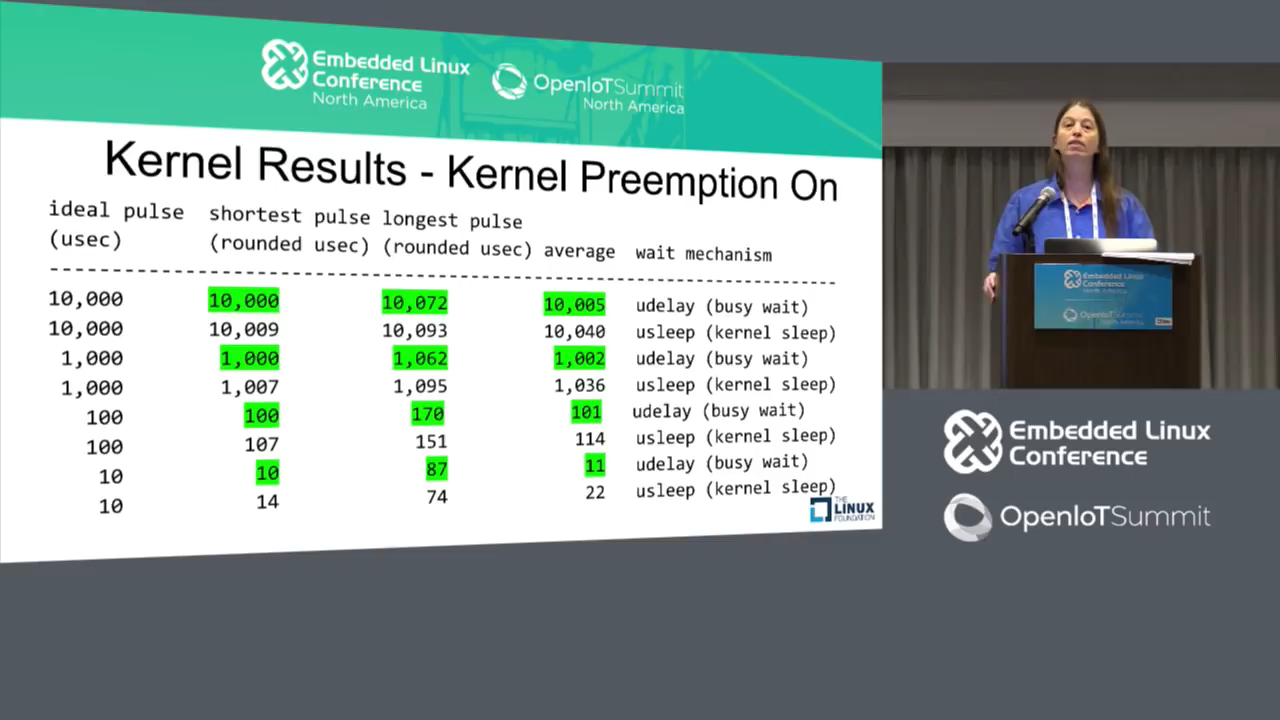 Embedded Linux
Conference
North America
OpenIoTSummit
North America
Kernel Results - Kernel Preemption On
ideal pulse shortest pulse longest pulse
(usec) (rounded usec) (rounded usec) average wait mechanism
--------------------------------------------------------------------------------
10,000 10,000 10,072 10,005 udelay (busy wait)
10,000 10,009 10,093 10,040 usleep (kernel sleep)
1,000 1,000 1,062 1,002 udelay (busy wait)
1,000 1,007 1,095 1,036 usleep (kernel sleep)
100 100 170 101 udelay (busy wait)
100 107 151 114 usleep (kernel sleep)
10 10 87 11 udelay (busy wait)
10 14 74 22 usleep (kernel sleep)
THE
LINUX
FOUNDATION
Embedded Linux
Conference
North America
OpenIoTSummit
North America
Embedded Linux
Conference
OpenIoTSummit